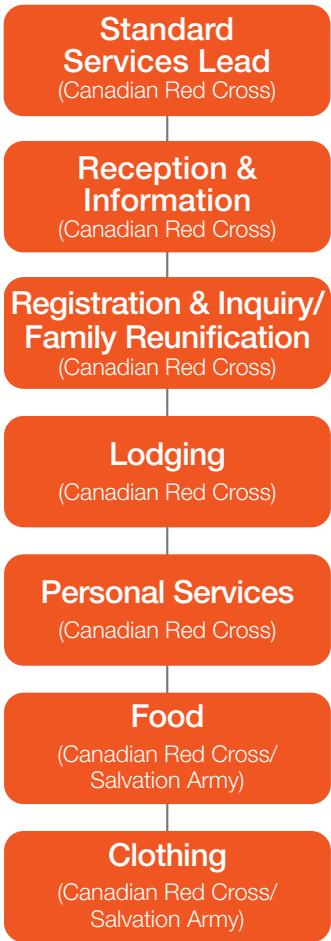 Standard
Services Lead
(Canadian Red Cross)
Reception &
Information
(Canadian Red Cross)
Registration & Inquiry/
Family Reunification
(Canadian Red Cross)
Lodging
(Canadian Red Cross)
Personal Services
(Canadian Red Cross)
Food
(Canadian Red Cross/
Salvation Army)
Clothing
(Canadian Red Cross/
Salvation Army)